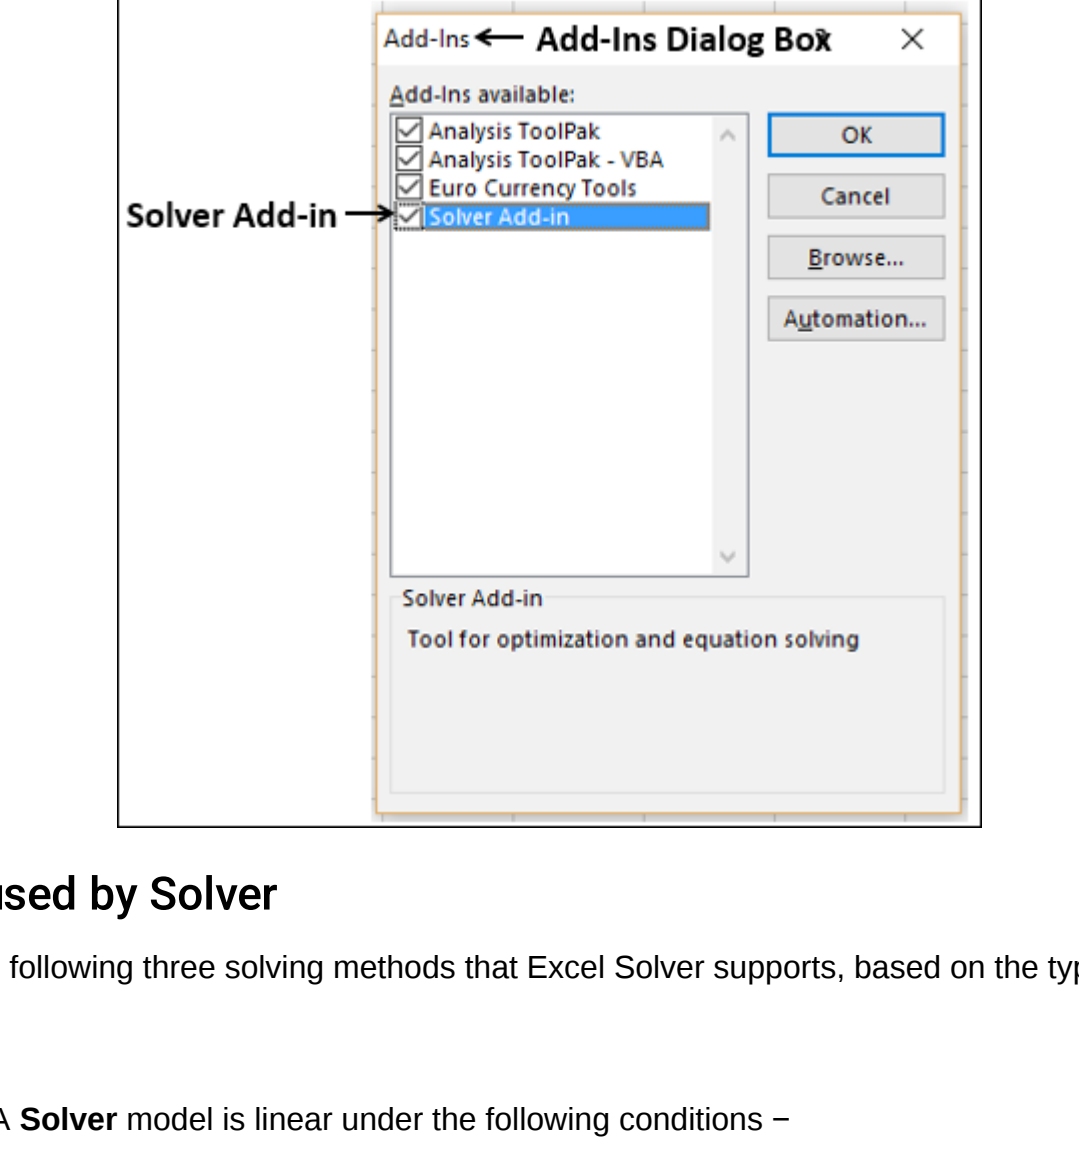 Add-Ins Add-Ins Dialog Box
Add-Ins available:
Analysis ToolPak
Analysis ToolPak - VBA
Euro Currency Tools
Solver Add-in
Solver Add-in
OK
Cancel
Browse...
Automation...
Solver Add-in
Tool for optimization and equation solving
used by Solver
following three solving methods that Excel Solver supports, based on the
A Solver model is linear under the following conditions −